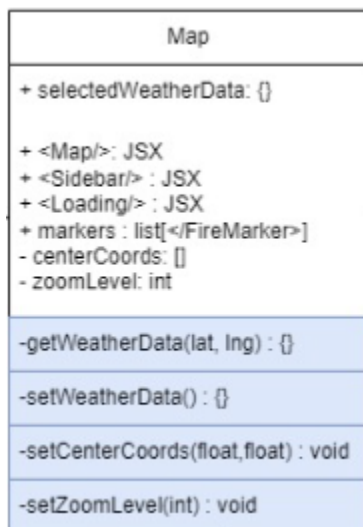 Map
+ selectedWeatherData: {}
+ <Map/>: JSX
+ <Sidebar/> : JSX
+ <Loading/> : JSX
+ markers : list[</FireMarker>]
- centerCoords: []
- zoomLevel: int
-getWeatherData(lat, lng) : {}
-setWeatherData() : {}
-setCenterCoords(float,float) : void
-setZoomLevel(int) : void